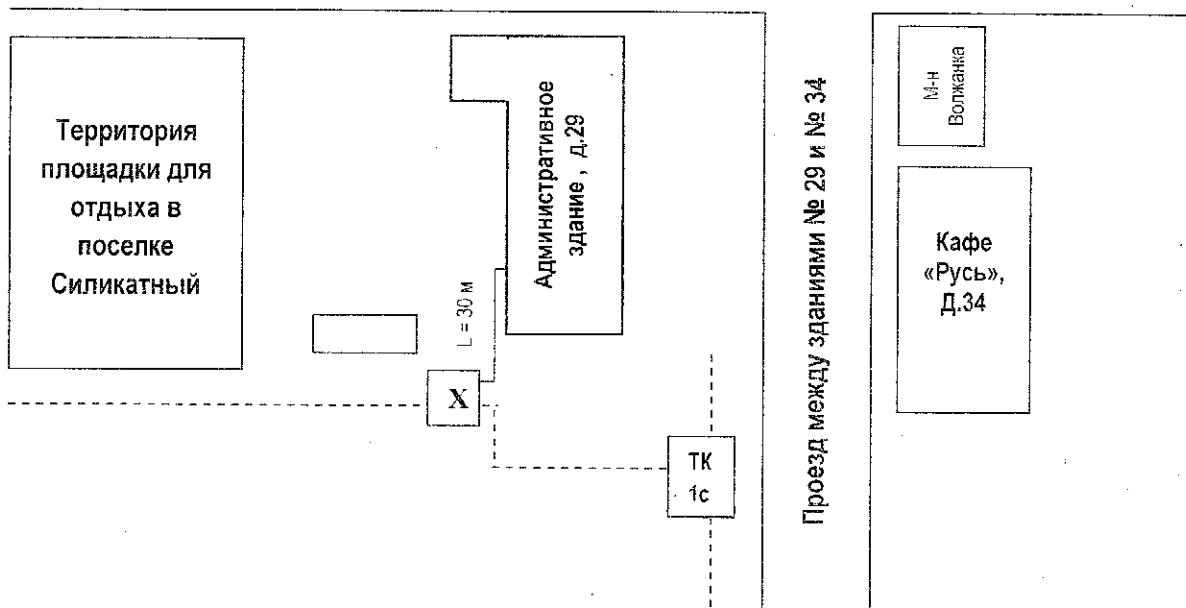 Территория
площадки для
отдыха в
поселке
Силикатный
Административное
здание , д.29
L = 30 м
X
ТК
1с
Проезд между зданиями № 29 и № 34
М-н
Волжанка
Кафе
«Русь»,
Д.34